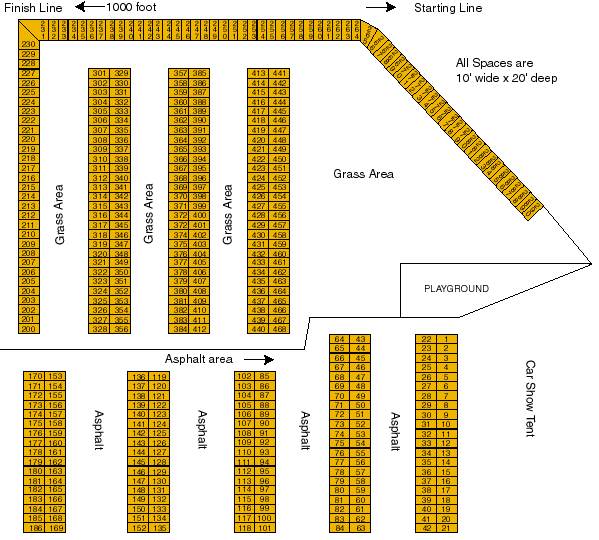 Finish Line
1000 foot
Starting Line
All Spaces are
10' wide x 20' deep
230
229
228
227 301 329 357 385 413 441
226 302 330 358 386 414 442
225 303 331 359 387 415 443
224 304 332 360 388 416 444
223 305 333 361 389 417 445
222 306 334 362 390 418 446
221 307 335 363 391 419 447
220 308 336 364 392 420 448
219 309 337 365 393 421 449
218 310 338 366 394 422 450
217 311 339 367 395 423 451
216 312 340 368 396 424 452
215 313 341 369 397 425 453
214 314 342 370 398 426 454
213 315 343 371 399 427 455
212 316 344 372 400 428 456
211 317 345 373 401 429 457
210 318 346 374 402 430 458
209 319 347 375 403 431 459
208 320 348 376 404 432 460
207 321 349 377 405 433 461
206 322 350 378 406 434 462
205 323 351 379 407 435 463
204 324 352 380 408 436 464
203 325 353 381 409 437 465
202 326 354 382 410 438 466
201 327 355 383 411 439 467
200 328 356 384 412 440 468
Grass Area
Grass Area
Grass Area
Grass Area
PLAYGROUND
Asphalt area
64 43 22 1
65 44 23 2
66 45 24 3
67 46 25 4
68 47 26 5
69 48 27 6
70 49 28 7
71 50 29 8
72 51 30 9
73 52 31 10
74 53 32 11
75 54 33 12
76 55 34 13
77 56 35 14
78 57 36 15
79 58 37 16
80 59 38 17
81 60 39 18
82 61 40 19
83 62 41 20
84 63 42 21
170 153 136 119 102 85
171 154 137 120 103 86
172 155 138 121 104 87
173 156 139 122 105 88
174 157 140 123 106 89
175 158 141 124 107 90
176 159 142 125 108 91
177 160 143 126 109 92
178 161 144 127 110 93
179 162 145 128 111 94
180 163 146 129 112 95
181 164 147 130 113 96
182 165 148 131 114 97
183 166 149 132 115 98
184 167 150 133 116 99
185 168 151 134 117 100
186 169 152 135 118 101
Asphalt
Asphalt
Asphalt
Asphalt
Car Show Tent